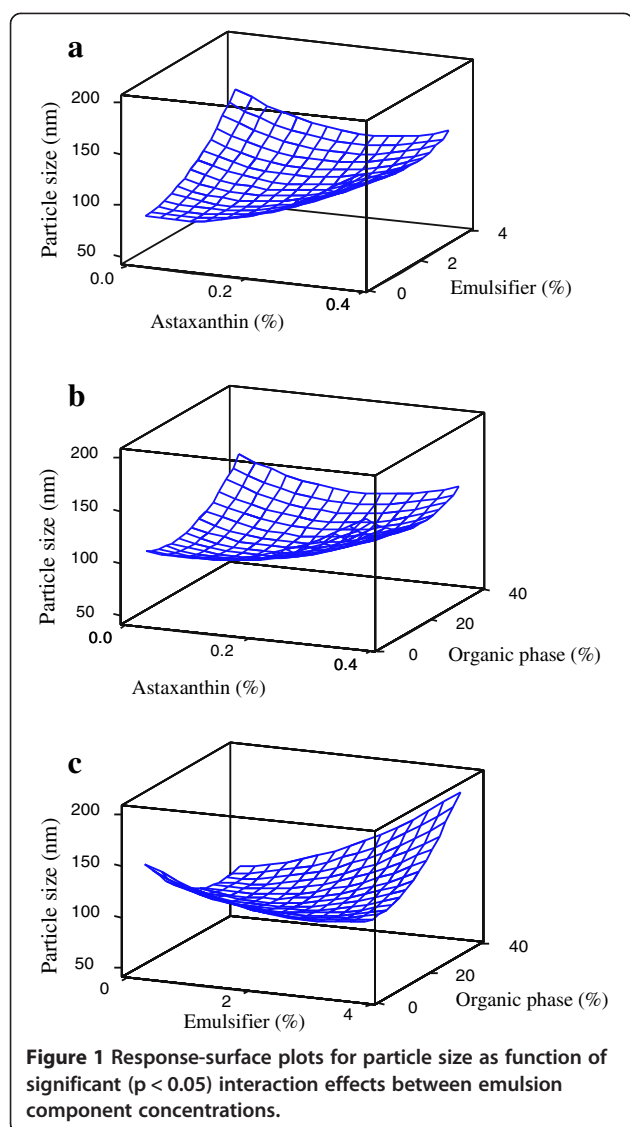 a
Particle size (nm)
200
150
100
50
0.0
0.2
0.4
Astaxanthin (%)
0
2
4
Emulsifier (%)
b
Particle size (nm)
200
150
100
50
0.0
0.2
0.4
Astaxanthin (%)
0
20
40
Organic phase (%)
c
Particle size (nm)
200
150
100
50
0
2
4
Emulsifier (%)
0
20
40
Organic phase (%)
Figure 1 Response-surface plots for particle size as function of
significant (p < 0.05) interaction effects between emulsion
component concentrations.